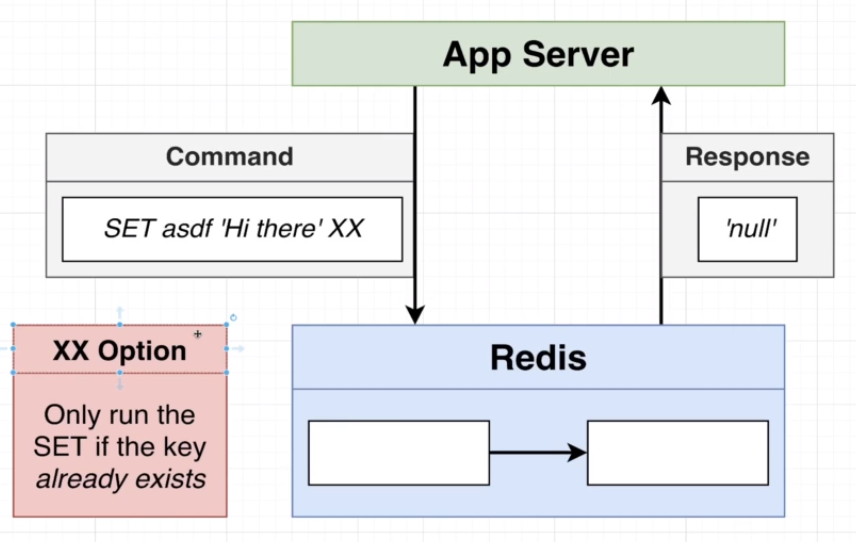 App Server
Command
SET asdf 'Hi there' XX
Response
'null'
XX Option
Only run the
SET if the key
already exists
Redis